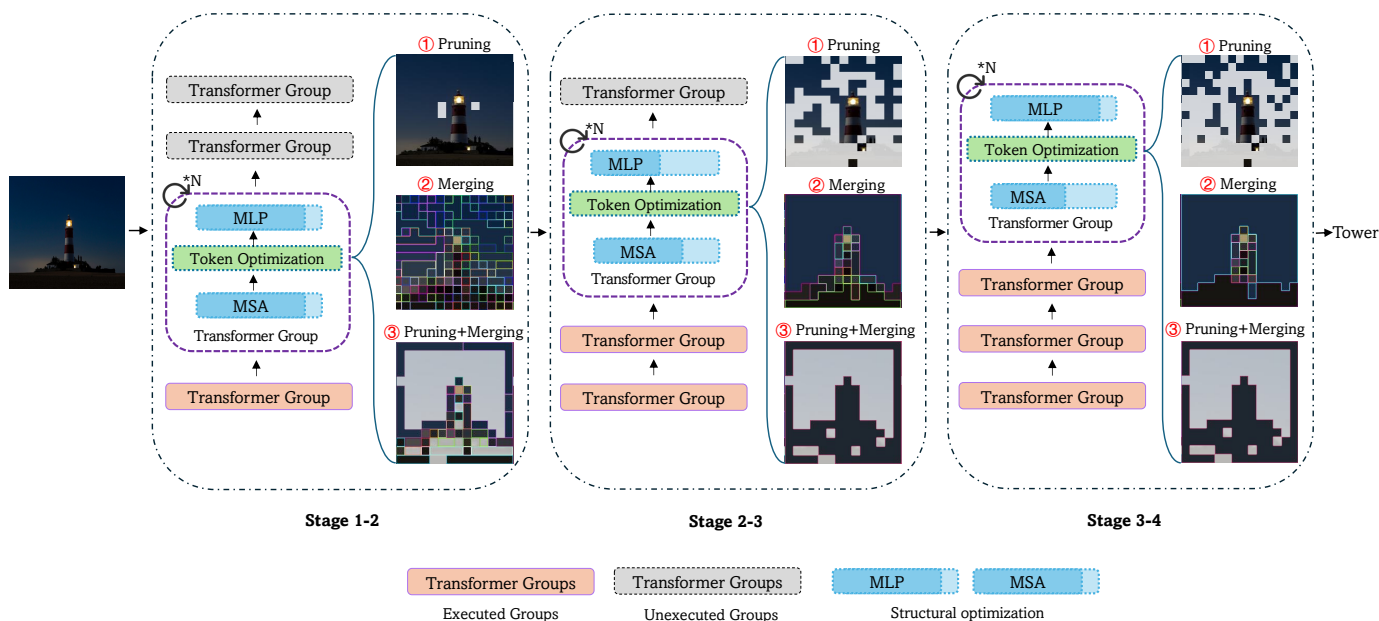 ① Pruning
Transformer Group
Transformer Group
*N
MLP
Token Optimization
MSA
Transformer Group
Transformer Group
② Merging
③ Pruning+Merging
Stage 1-2
① Pruning
Transformer Group
*N
MLP
Token Optimization
MSA
Transformer Group
Transformer Group
Transformer Group
② Merging
③ Pruning+Merging
Stage 2-3
① Pruning
*N
MLP
Token Optimization
MSA
Transformer Group
Transformer Group
Transformer Group
Transformer Group
② Merging
③ Pruning+Merging
Stage 3-4
Tower
Transformer Groups
Executed Groups
Transformer Groups
Unexecuted Groups
MLP
MSA
Structural optimization